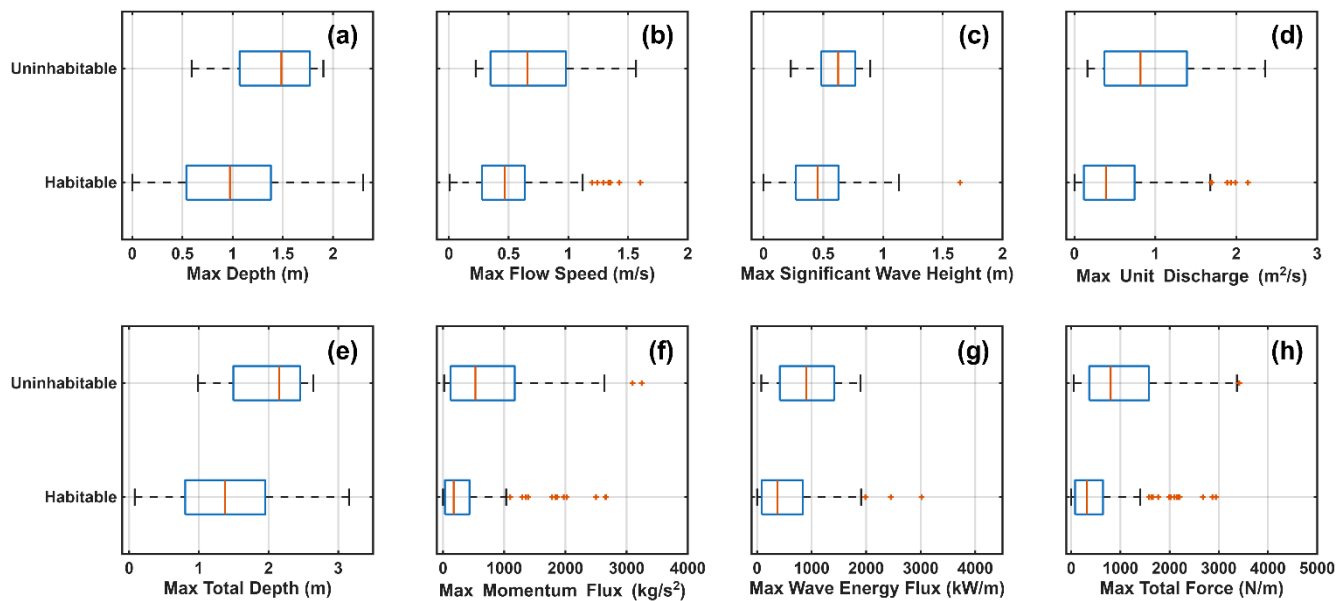 (a) (b) (c) (d)
Uninhabitable
Habitable
0 0.5 1 1.5 2 0 0.5 1 1.5 2 0 0.5 1 1.5 2 0 1 2 3
Max Depth (m) Max Flow Speed (m/s) Max Significant Wave Height (m) Max Unit Discharge (m²/s)
(e) (f) (g) (h)
Uninhabitable
Habitable
1 2 3 0 1000 2000 3000 4000 0 1000 2000 3000 4000 0 1000 2000 3000 4000 5000
Max Total Depth (m) Max Momentum Flux (kg/s²) Max Wave Energy Flux (kW/m) Max Total Force (N/m)